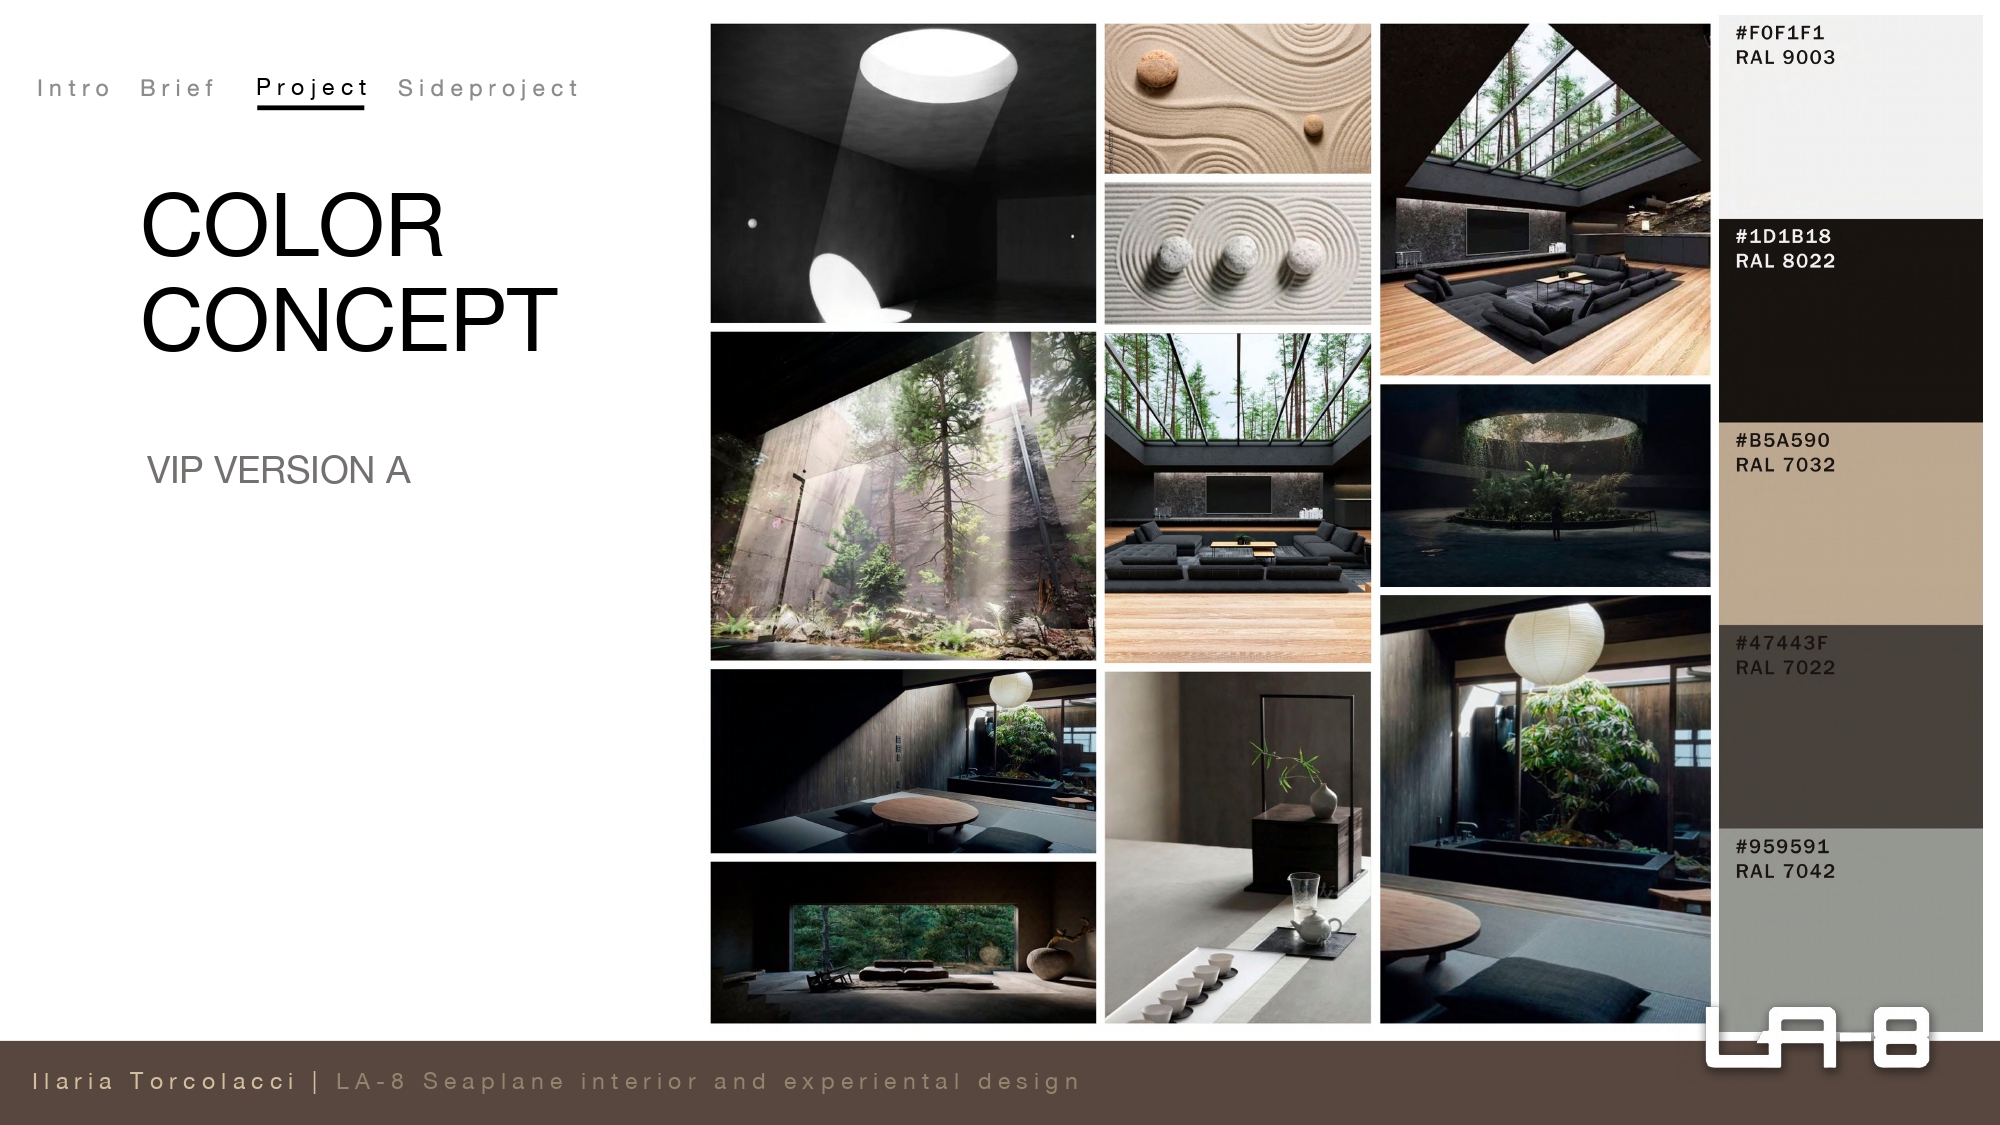 Intro Brief Project Sideproject
COLOR
CONCEPT
VIP VERSION A
#F0F1F1
RAL 9003
#1D1B18
RAL 8022
#B5A590
RAL 7032
#47443F
RAL 7022
#959591
RAL 7042
LA-8
Ilaria Torcolacci | LA-8 Seaplane interior and experiental design